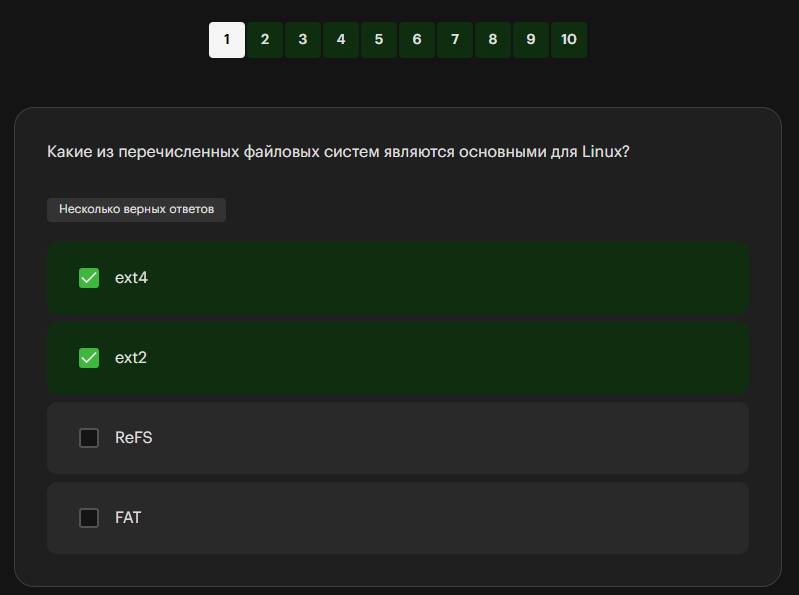 1 2 3 4 5 6 7 8 9 10
Какие из перечисленных файловых систем являются основными для Linux?
Несколько верных ответов
ext4
ext2
ReFS
FAT